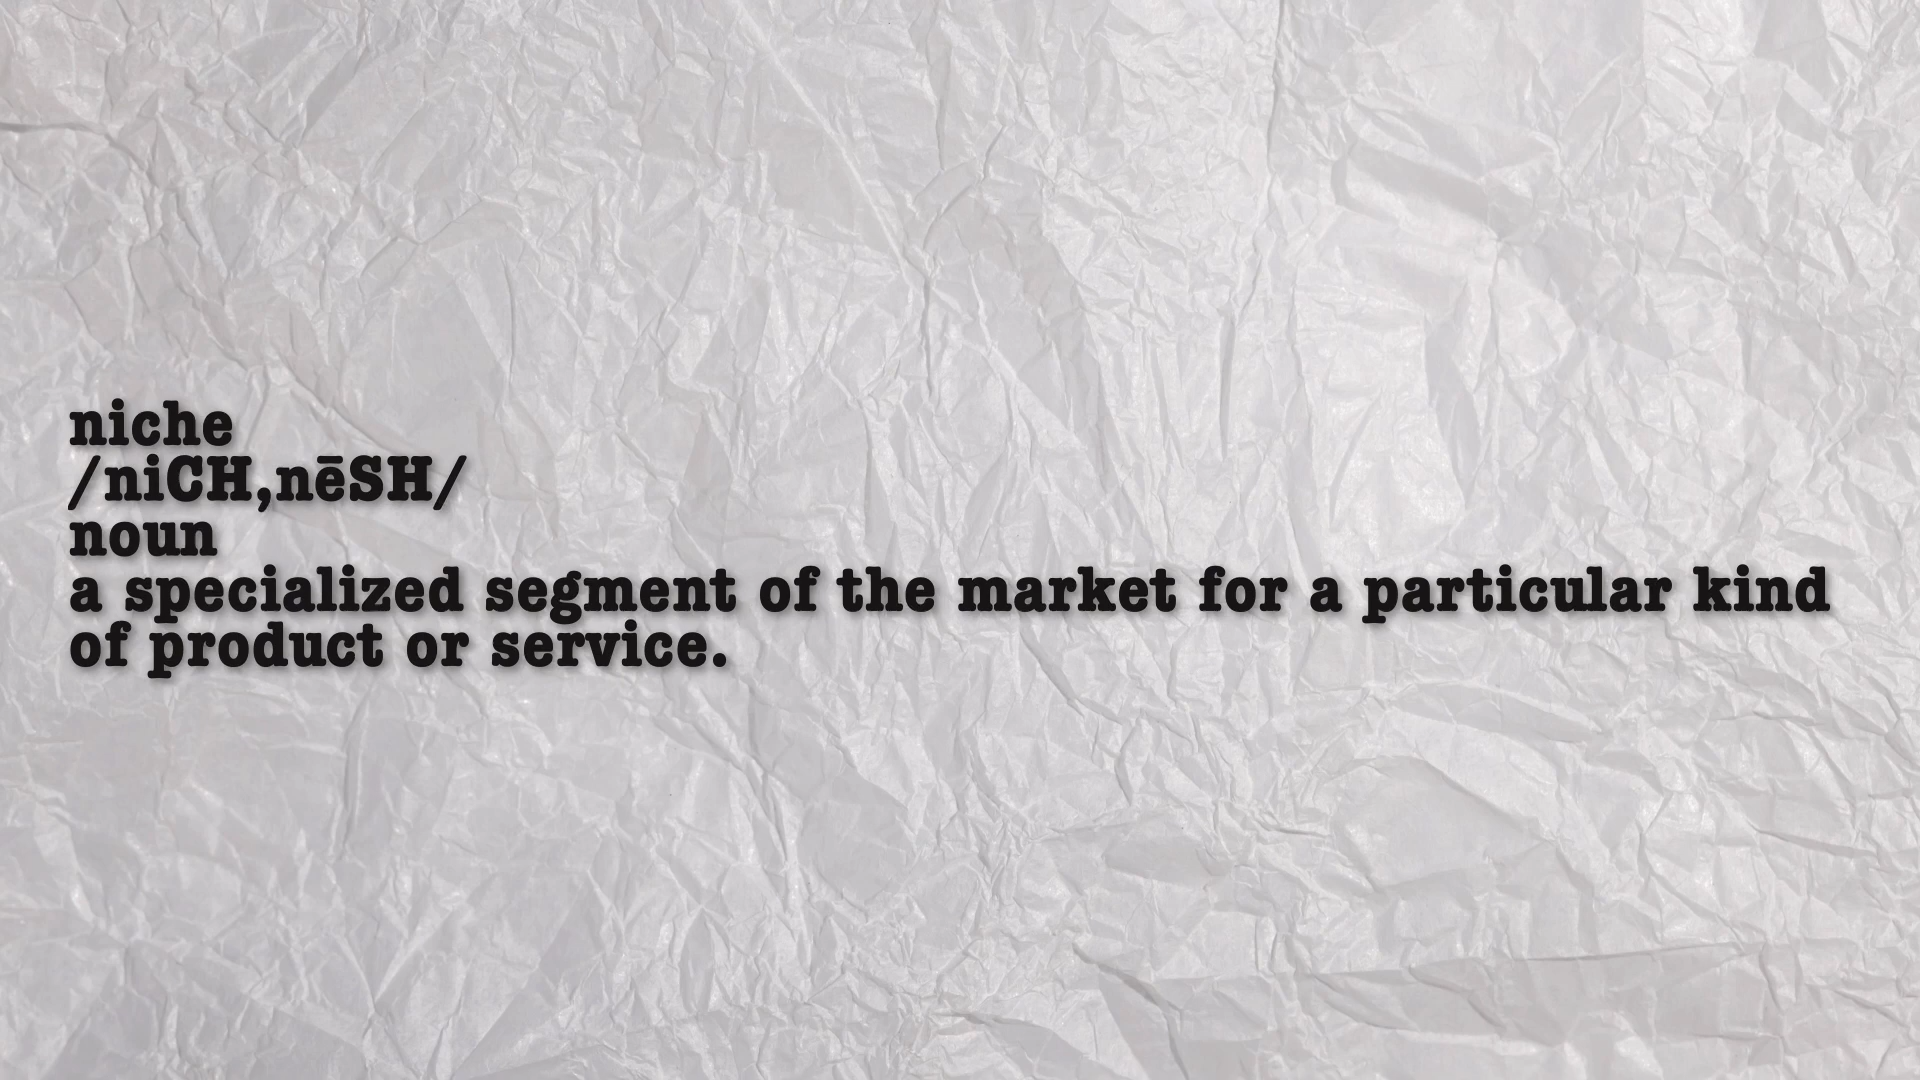 niche
/niCH,nēSH/
noun
a specialized segment of the market for a particular kind
of product or service.